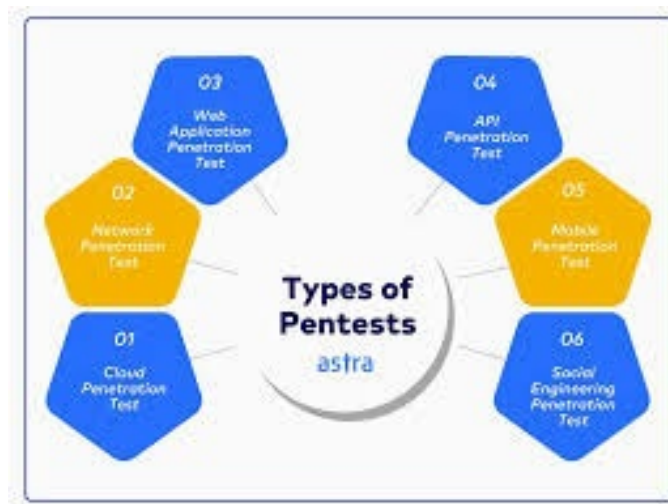 03
Web
Application
Penetration
Test
04
API
Penetration
Test
02
Network
Penetration
Test
05
Mobile
Penetration
Test
Types of
Pentests
astra
01
Cloud
Penetration
Test
06
Social
Engineering
Penetration
Test